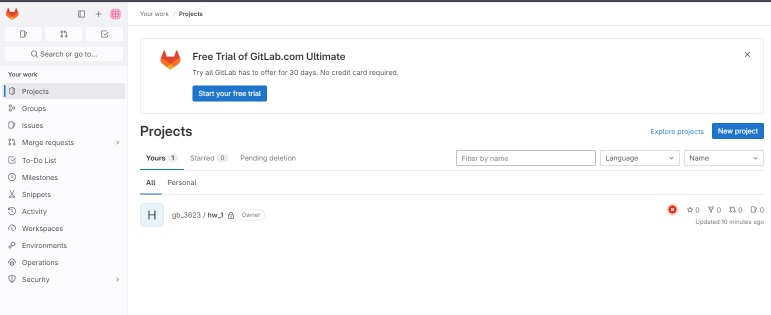 Your work / Projects
Search or go to...
Your work
Projects
Groups
Issues
Merge requests
To-Do List
Milestones
Snippets
Activity
Workspaces
Environments
Operations
Security
Free Trial of GitLab.com Ultimate
Try all GitLab has to offer for 30 days. No credit card required.
Start your free trial
Projects
Explore projects
New project
Yours 1
Starred 0
Pending deletion
Filter by name
Language
Name
All
Personal
H
gb_3623 / hw_1
Owner
0 0 0 0
Updated 10 minutes ago